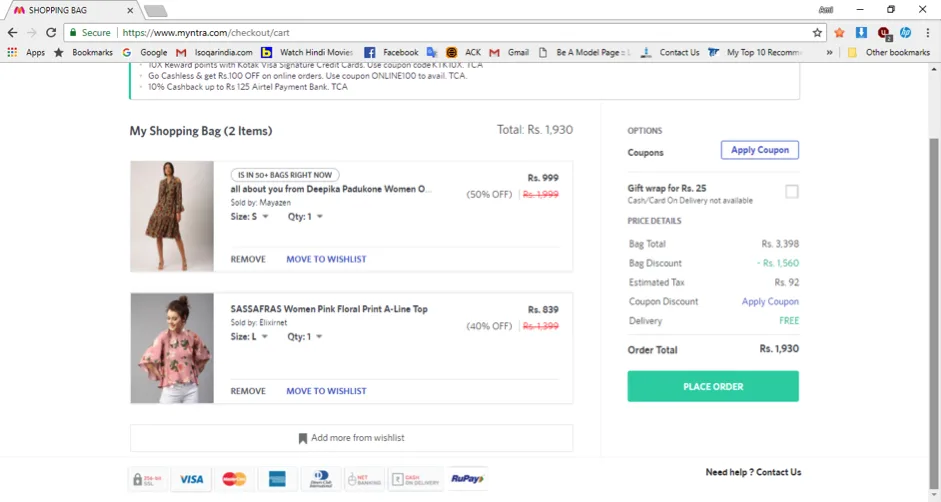 SHOPPING BAG
Ami
Secure https://www.myntra.com/checkout/cart
Apps Bookmarks Google Isoqarindia.com Watch Hindi Movies Facebook ACK Gmail Be A Model Page Contact Us My Top 10 Recomm Other bookmarks
10X Reward points with Kotak Visa Signature Credit Cards. Use coupon code KTK10X. TCA
Go Cashless & get Rs.100 OFF on online orders. Use coupon ONLINE100 to avail. TCA.
10% Cashback up to Rs 125 Airtel Payment Bank. TCA
My Shopping Bag (2 Items) Total: Rs. 1,930
IS IN 50+ BAGS RIGHT NOW
Rs. 999
all about you from Deepika Padukone Women O...
(50% OFF) Rs. 1,999
Sold by: Mayazen
Size: S Qty: 1
REMOVE MOVE TO WISHLIST
SASSAFRAS Women Pink Floral Print A-Line Top Rs. 839
Sold by: Elixirnet
(40% OFF) Rs. 1,399
Size: L Qty: 1
REMOVE MOVE TO WISHLIST
Add more from wishlist
OPTIONS
Coupons Apply Coupon
Gift wrap for Rs. 25
Cash/Card On Delivery not available
PRICE DETAILS
Bag Total Rs. 3,398
Bag Discount - Rs. 1,560
Estimated Tax Rs. 92
Coupon Discount Apply Coupon
Delivery FREE
Order Total Rs. 1,930
PLACE ORDER
SSL VISA MasterCard Diners Club International NET BANKING CASH ON DELIVERY RuPay
Need help ? Contact Us